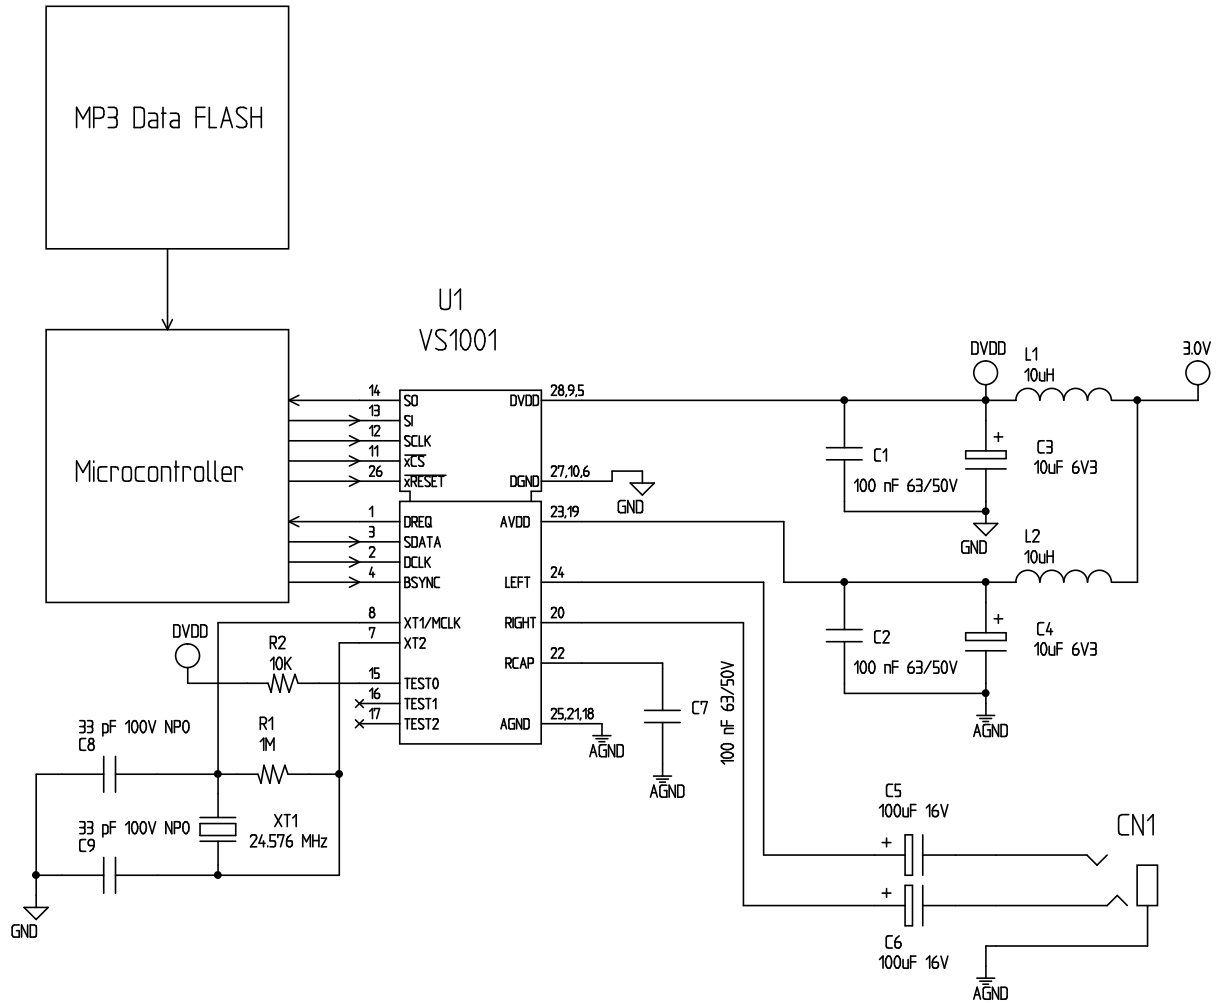 MP3 Data FLASH
Microcontroller
U1
VS1001
14
SO
13
SI
12
SCLK
11
xCS
26
xRESET
1
DREQ
3
SDATA
2
DCLK
4
BSYNC
8
XT1/MCLK
7
XT2
15
TEST0
16
TEST1
17
TEST2
DVDD
28,9,5
DGND
27,10,6
GND
AVDD
23,19
LEFT
24
RIGHT
20
RCAP
22
AGND
25,21,18
AGND
C7
100 nF 63/50V
AGND
DVDD
L1
10uH
3.0V
C1
100 nF 63/50V
+
C3
10uF 6V3
GND
L2
10uH
C2
100 nF 63/50V
+
C4
10uF 6V3
AGND
DVDD
R2
10K
33 pF 100V NPO
C8
R1
1M
33 pF 100V NPO
C9
XT1
24.576 MHz
GND
C5
100uF 16V
+
CN1
+
C6
100uF 16V
AGND